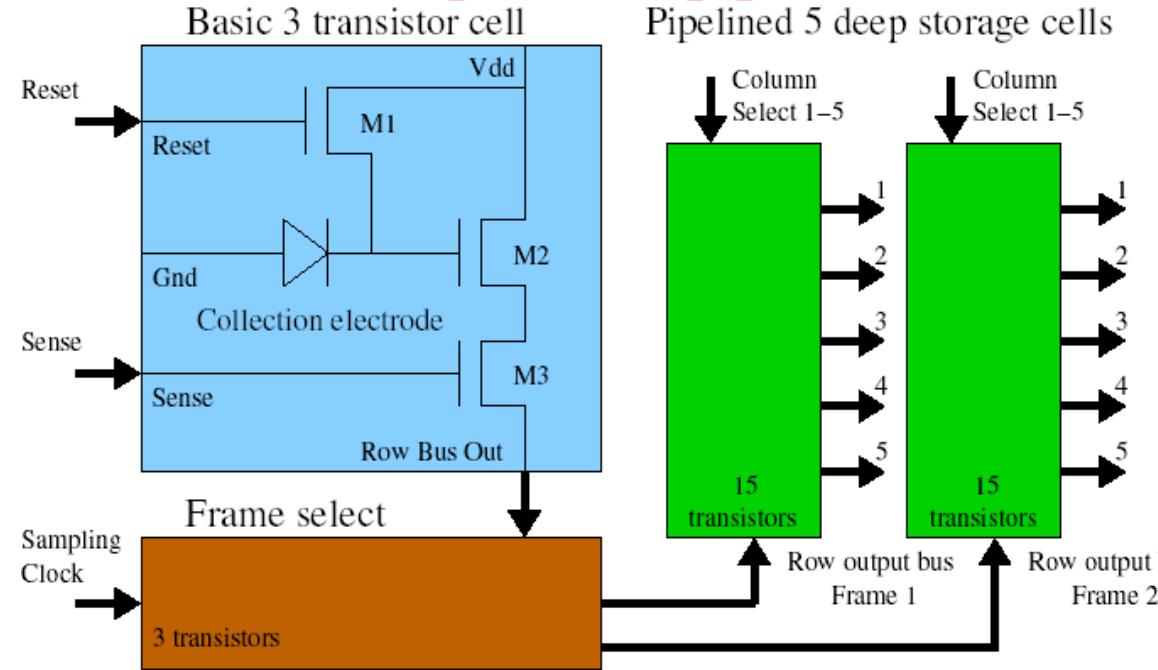 Basic 3 transistor cell
Pipelined 5 deep storage cells
Vdd
Column
Select 1–5
Column
Select 1–5
Reset
M1
Reset
1
1
M2
2
2
Gnd
Collection electrode
3
3
Sense
M3
Sense
4
4
Row Bus Out
5
5
15
transistors
15
transistors
Frame select
Sampling
Clock
Row output bus
Frame 1
Row output
Frame 2
3 transistors